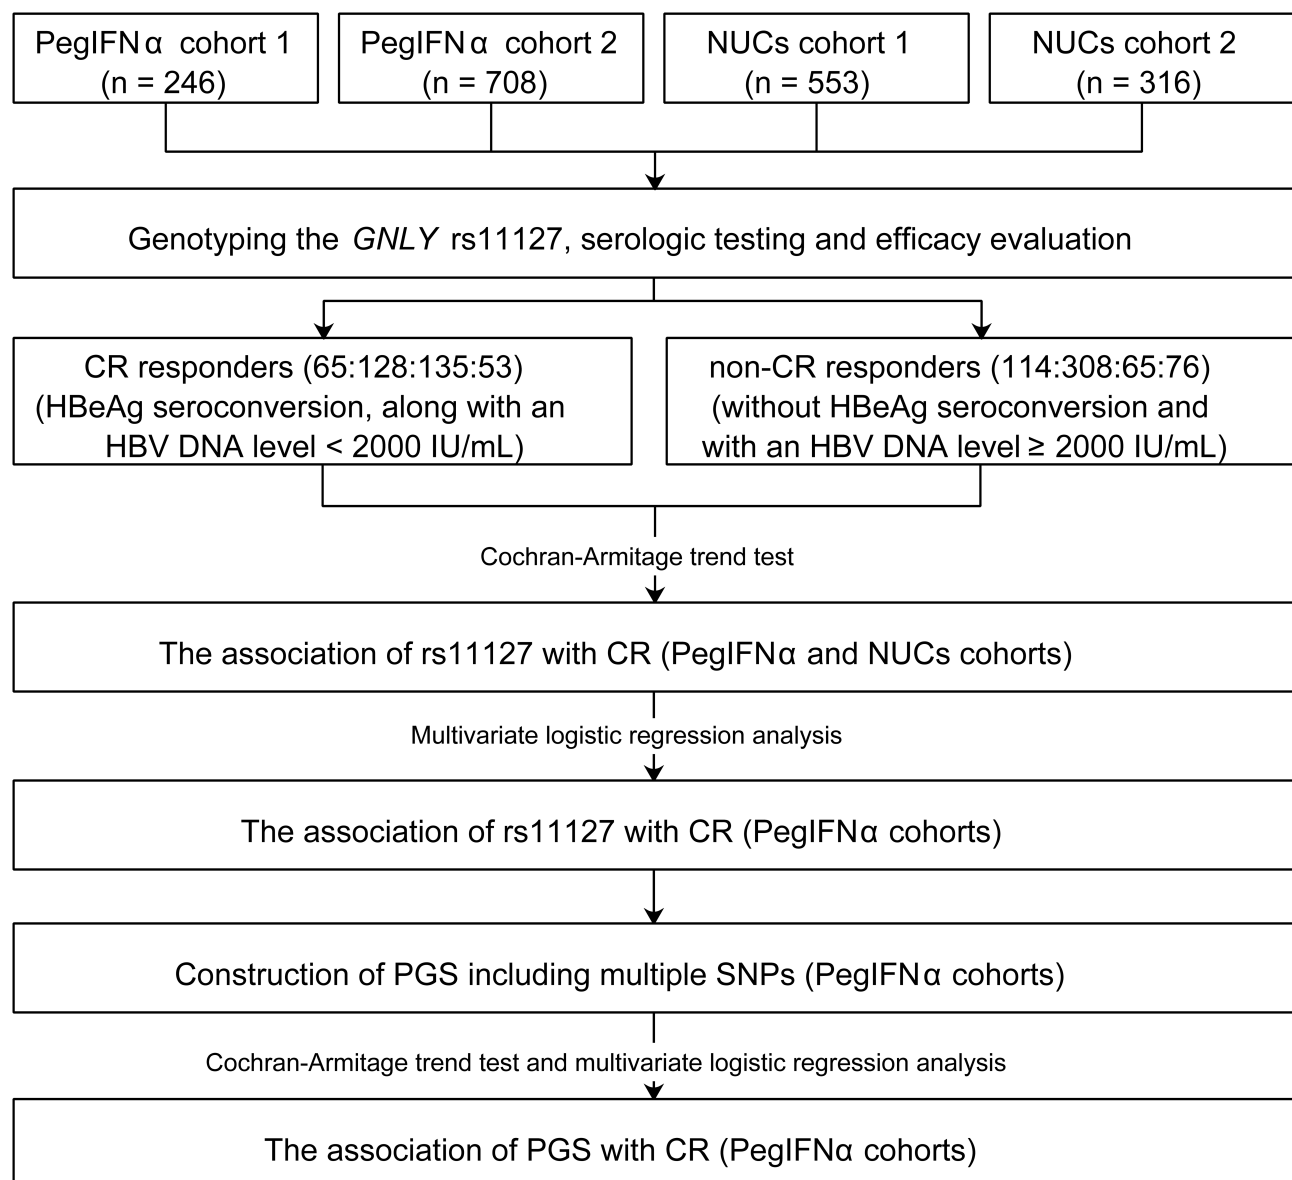 PegIFNα cohort 1
(n = 246)
PegIFNα cohort 2
(n = 708)
NUCs cohort 1
(n = 553)
NUCs cohort 2
(n = 316)
Genotyping the GNLY rs11127, serologic testing and efficacy evaluation
CR responders (65:128:135:53)
(HBeAg seroconversion, along with an
HBV DNA level < 2000 IU/mL)
non-CR responders (114:308:65:76)
(without HBeAg seroconversion and
with an HBV DNA level ≥ 2000 IU/mL)
Cochran-Armitage trend test
The association of rs11127 with CR (PegIFNα and NUCs cohorts)
Multivariate logistic regression analysis
The association of rs11127 with CR (PegIFNα cohorts)
Construction of PGS including multiple SNPs (PegIFNα cohorts)
Cochran-Armitage trend test and multivariate logistic regression analysis
The association of PGS with CR (PegIFNα cohorts)